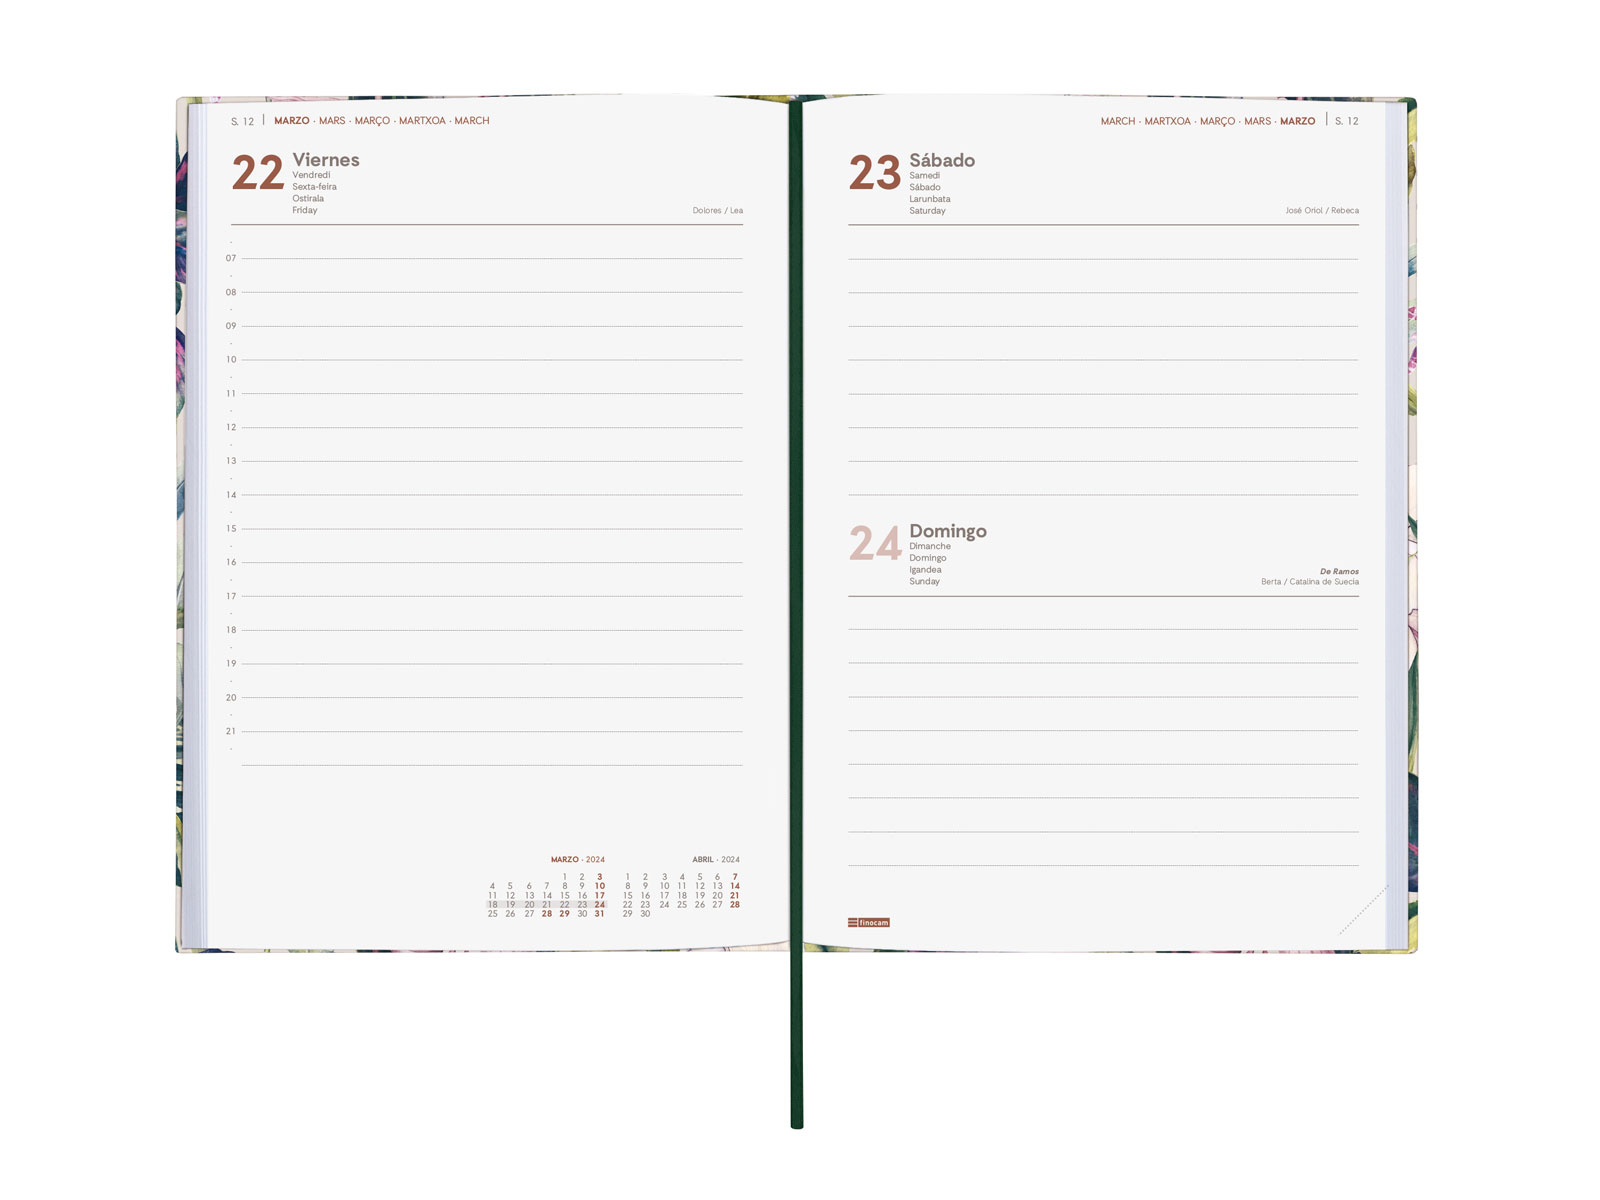 S. 12 | MARZO · MARS · MARÇO · MARTXOA · MARCH
22 Viernes
Vendredi
Sexta-feira
Ostirala
Friday
Dolores / Lea
07
08
09
10
11
12
13
14
15
16
17
18
19
20
21
MARZO · 2024
1 2 3
4 5 6 7 8 9 10
11 12 13 14 15 16 17
18 19 20 21 22 23 24
25 26 27 28 29 30 31
ABRIL · 2024
1 2 3 4 5 6 7
8 9 10 11 12 13 14
15 16 17 18 19 20 21
22 23 24 25 26 27 28
29 30
MARCH · MARTXOA · MARÇO · MARS · MARZO | S. 12
23 Sábado
Samedi
Sábado
Larunbata
Saturday
José Oriol / Rebeca
24 Domingo
Dimanche
Domingo
Igandea
Sunday
De Ramos
Berta / Catalina de Suecia
finocam